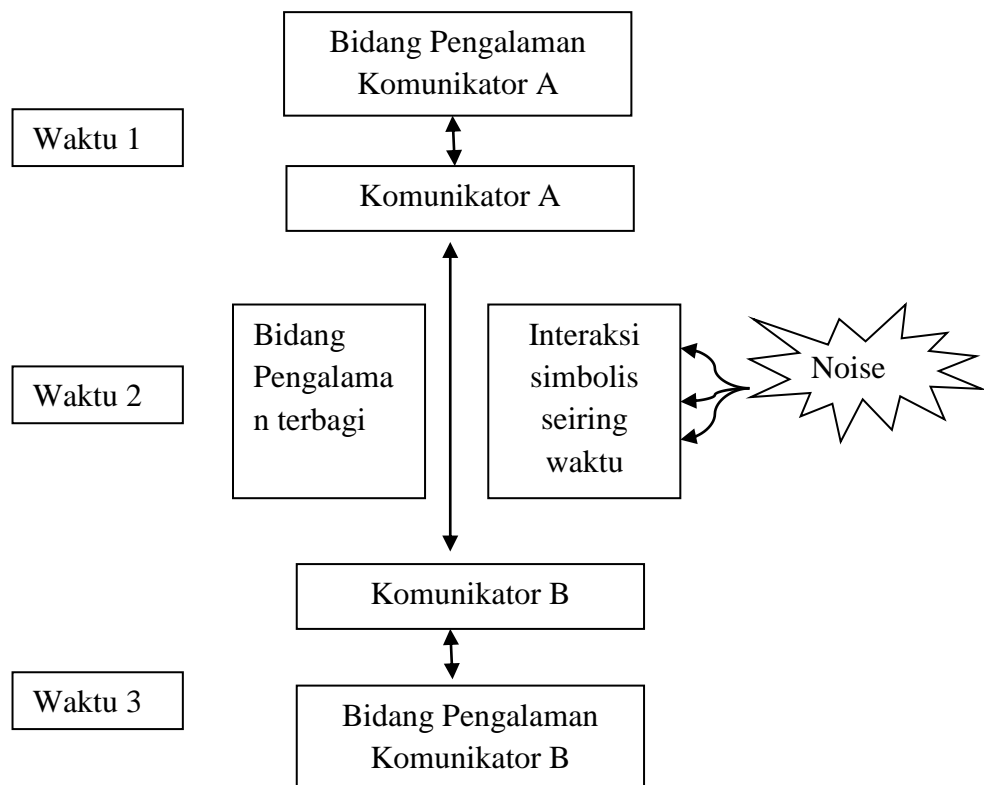 Bidang Pengalaman
Komunikator A
Waktu 1
Komunikator A
Bidang
Pengalama
n terbagi
Interaksi
simbolis
seiring
waktu
Noise
Waktu 2
Komunikator B
Waktu 3
Bidang Pengalaman
Komunikator B